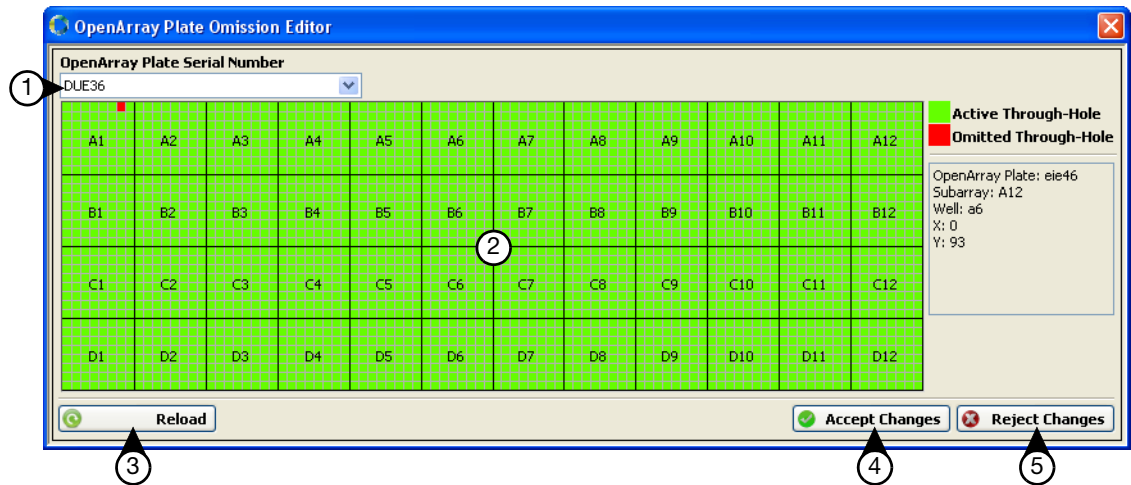 OpenArray Plate Omission Editor
OpenArray Plate Serial Number
1
DUE36
A1 A2 A3 A4 A5 A6 A7 A8 A9 A10 A11 A12
B1 B2 B3 B4 B5 B6 B7 B8 B9 B10 B11 B12
2
C1 C2 C3 C4 C5 C6 C7 C8 C9 C10 C11 C12
D1 D2 D3 D4 D5 D6 D7 D8 D9 D10 D11 D12
Active Through-Hole
Omitted Through-Hole
OpenArray Plate: eie46
Subarray: A12
Well: a6
X: 0
Y: 93
Reload Accept Changes Reject Changes
3 4 5